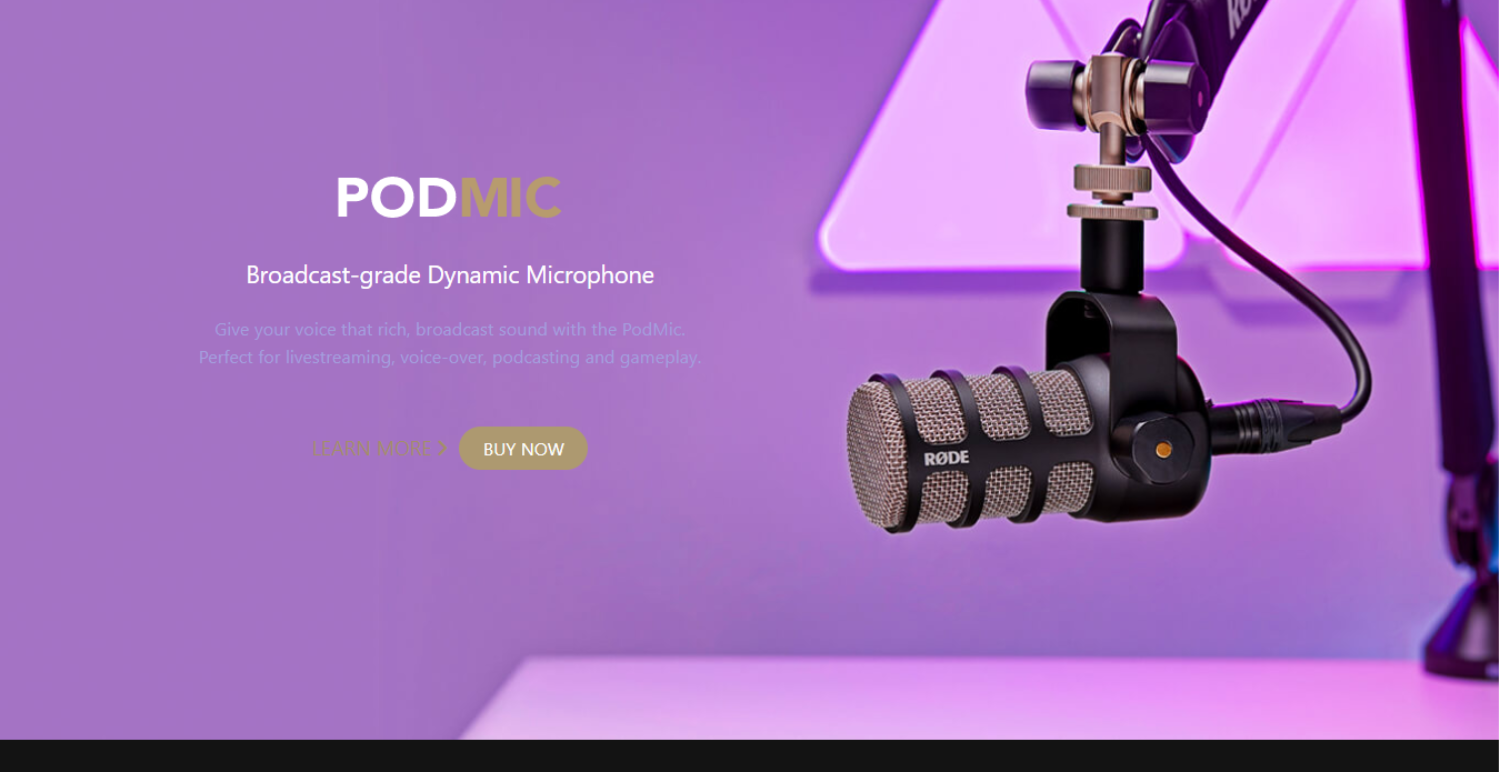 PODMIC
Broadcast-grade Dynamic Microphone
Give your voice that rich, broadcast sound with the PodMic.
Perfect for livestreaming, voice-over, podcasting and gameplay.
LEARN MORE >
BUY NOW
RØDE